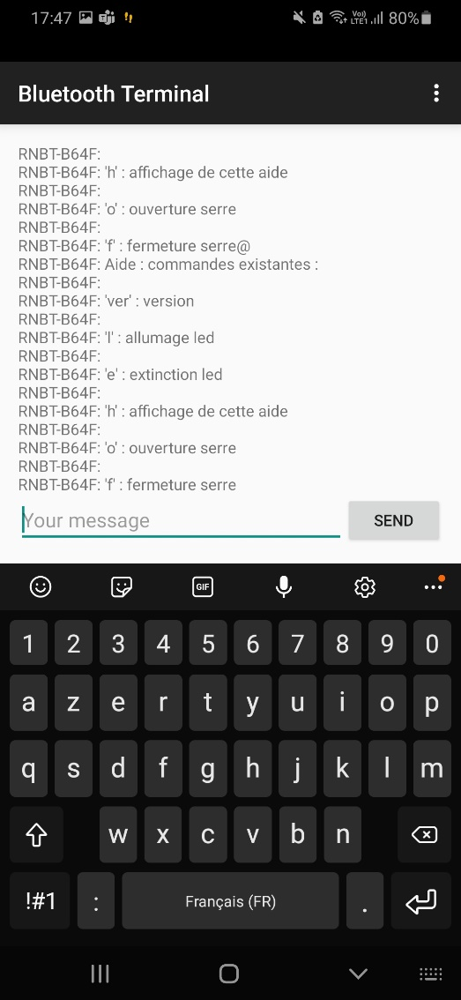 17:47 Vo)) LTE1 80%
Bluetooth Terminal
RNBT-B64F:
RNBT-B64F: 'h' : affichage de cette aide
RNBT-B64F:
RNBT-B64F: 'o' : ouverture serre
RNBT-B64F:
RNBT-B64F: 'f' : fermeture serre@
RNBT-B64F: Aide : commandes existantes :
RNBT-B64F:
RNBT-B64F: 'ver' : version
RNBT-B64F:
RNBT-B64F: 'l' : allumage led
RNBT-B64F:
RNBT-B64F: 'e' : extinction led
RNBT-B64F:
RNBT-B64F: 'h' : affichage de cette aide
RNBT-B64F:
RNBT-B64F: 'o' : ouverture serre
RNBT-B64F:
RNBT-B64F: 'f' : fermeture serre
Your message SEND
GIF
1 2 3 4 5 6 7 8 9 0
a z e r t y u i o p
q s d f g h j k l m
w x c v b n
!#1 : Français (FR) .